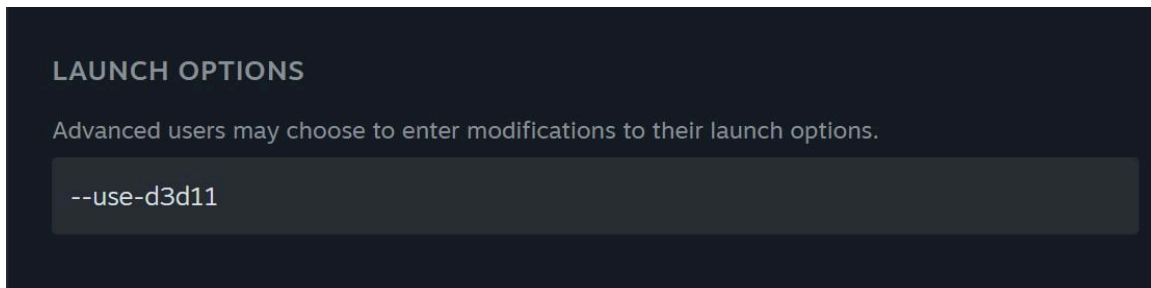 LAUNCH OPTIONS
Advanced users may choose to enter modifications to their launch options.
--use-d3d11